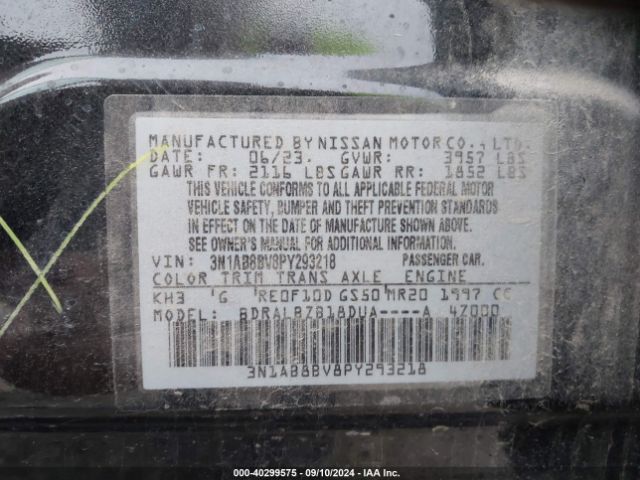 MANUFACTURED BY NISSAN MOTOR CO., LTD.
DATE: 06/23. GVWR: 3957 LBS
GAWR FR: 2116 LBS GAWR RR: 1852 LBS
THIS VEHICLE CONFORMS TO ALL APPLICABLE FEDERAL MOTOR
VEHICLE SAFETY, BUMPER AND THEFT PREVENTION STANDARDS
IN EFFECT ON THE DATE OF MANUFACTURE SHOWN ABOVE.
SEE OWNER'S MANUAL FOR ADDITIONAL INFORMATION.
VIN: 3N1AB8BV8PY293218 PASSENGER CAR.
COLOR TRIM TRANS AXLE ENGINE
KH3 G RE0F10D GS50 MR20 1997 CC
MODEL: BDRALBZB18DUA----A 47000
3N1AB8BV8PY293218
000-40299575 - 09/10/2024 - IAA Inc.